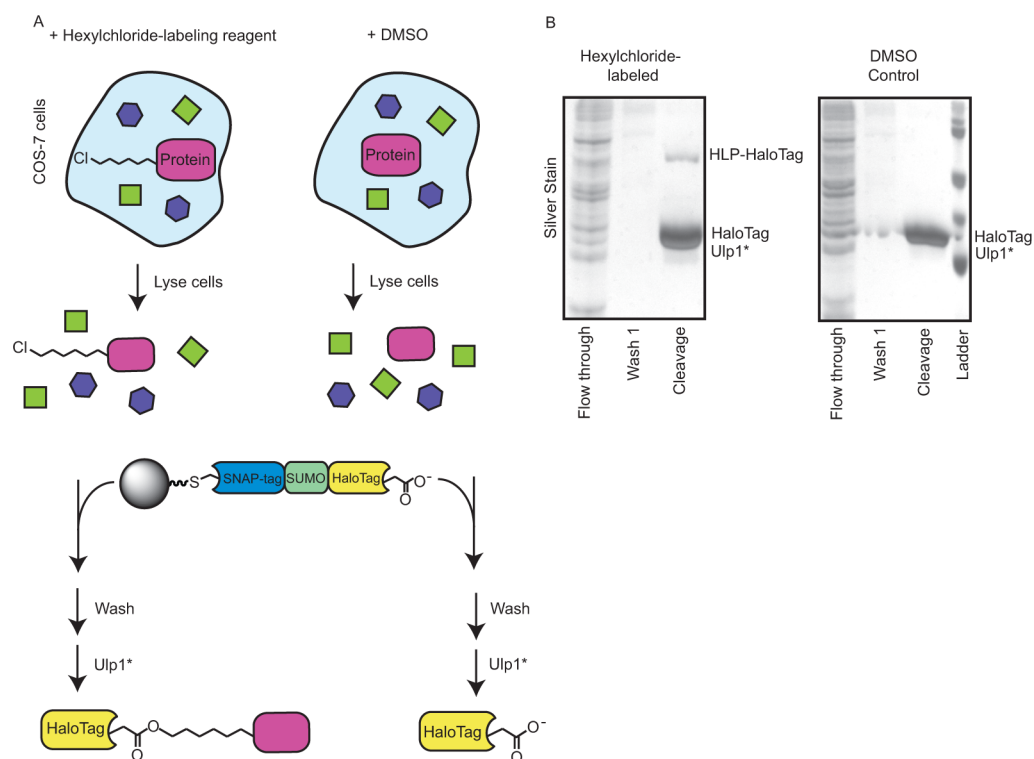 A
+ Hexylchloride-labeling reagent
+ DMSO
COS-7 cells
Cl
Protein
Protein
Lyse cells
Lyse cells
Cl
S
SNAP-tag
SUMO
HaloTag
O⁻
O
Wash
Wash
Ulp1*
Ulp1*
HaloTag
O
O
HaloTag
O⁻
O
B
Hexylchloride-
labeled
DMSO
Control
Silver Stain
HLP-HaloTag
HaloTag
Ulp1*
HaloTag
Ulp1*
Flow through
Wash 1
Cleavage
Flow through
Wash 1
Cleavage
Ladder